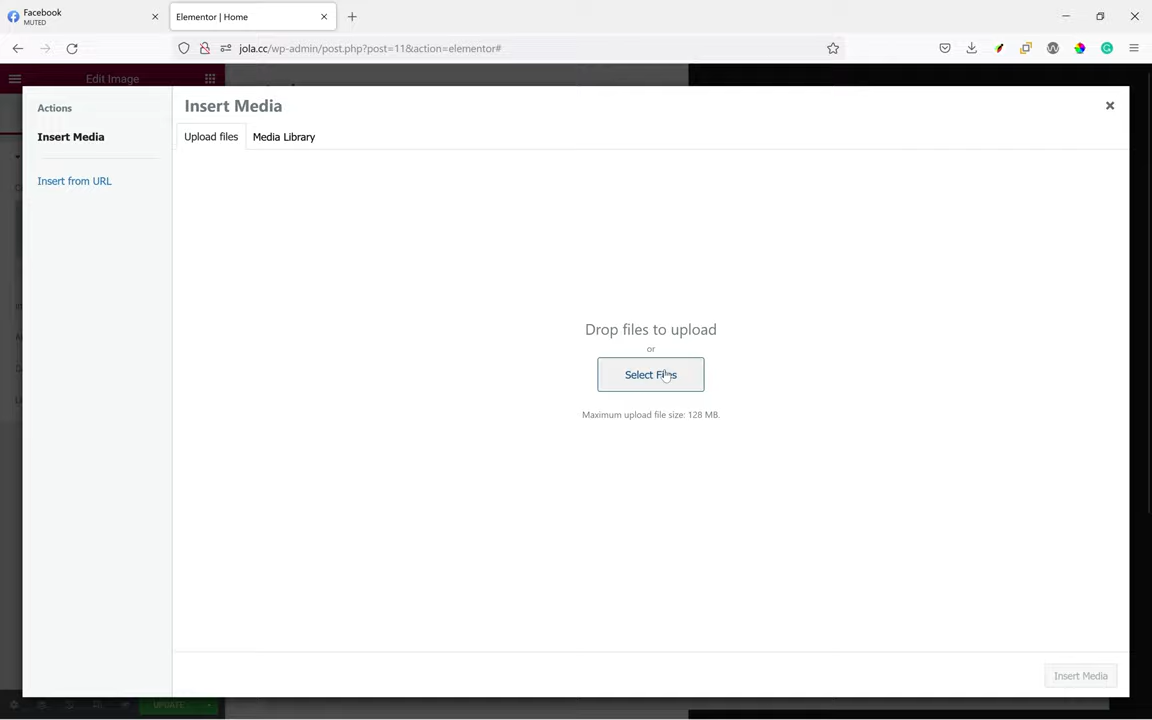 Facebook
MUTED
Elementor | Home
jola.cc/wp-admin/post.php?post=11&action=elementor#
Edit Image
Actions
Insert Media
Insert from URL
Insert Media
Upload files
Media Library
Drop files to upload
or
Select Files
Maximum upload file size: 128 MB.
Insert Media
UPDATE